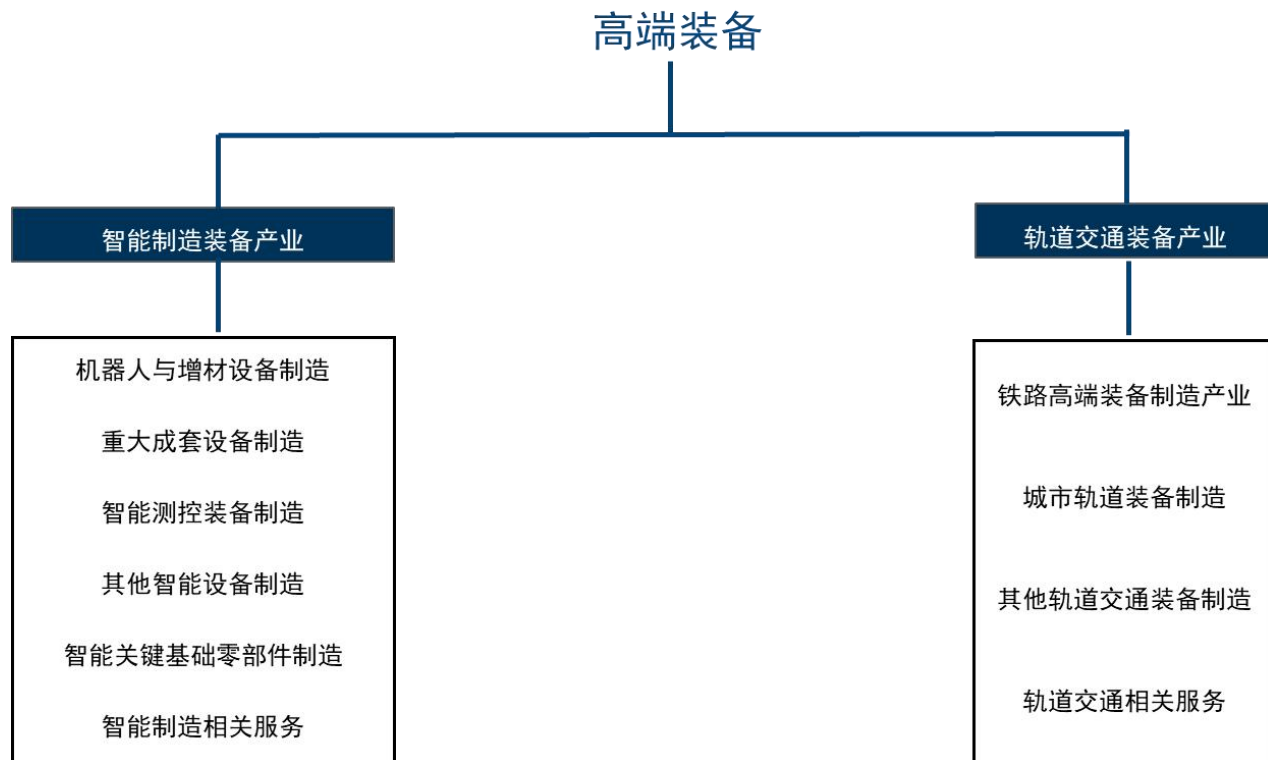 高端装备
智能制造装备产业
机器人与增材设备制造
重大成套设备制造
智能测控装备制造
其他智能设备制造
智能关键基础零部件制造
智能制造相关服务
轨道交通装备产业
铁路高端装备制造产业
城市轨道装备制造
其他轨道交通装备制造
轨道交通相关服务